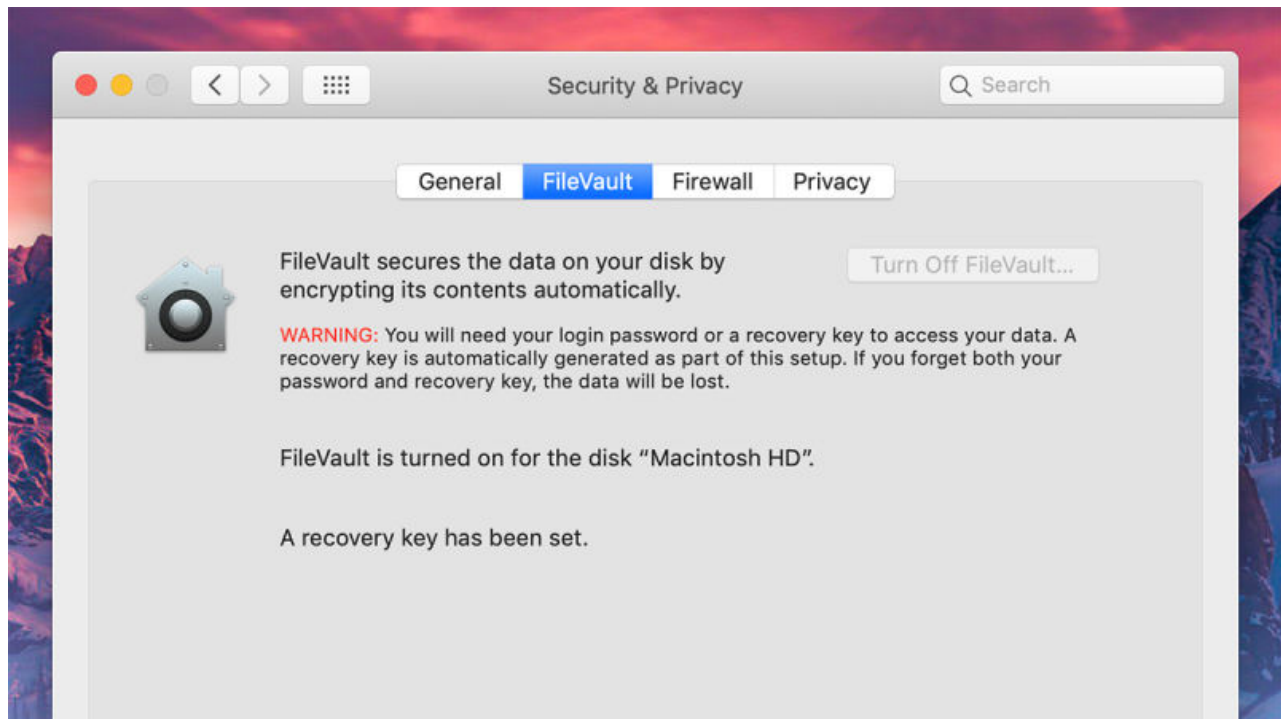 Security & Privacy
Search
General
FileVault
Firewall
Privacy
FileVault secures the data on your disk by
encrypting its contents automatically.
Turn Off FileVault...
WARNING: You will need your login password or a recovery key to access your data. A
recovery key is automatically generated as part of this setup. If you forget both your
password and recovery key, the data will be lost.
FileVault is turned on for the disk “Macintosh HD”.
A recovery key has been set.